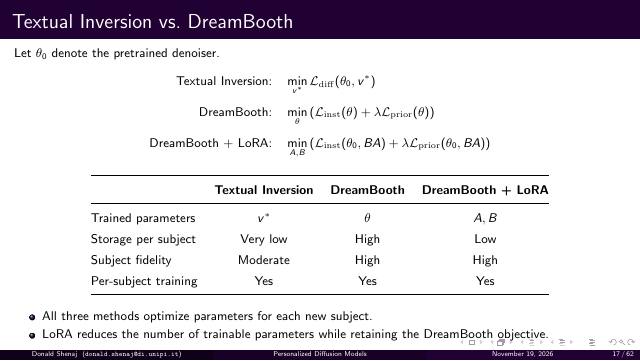 Textual Inversion vs. DreamBooth
Let θ₀ denote the pretrained denoiser.
Textual Inversion: min_{v*} ℒ_diff(θ₀, v*)
DreamBooth: min_θ (ℒ_inst(θ) + λℒ_prior(θ))
DreamBooth + LoRA: min_{A,B} (ℒ_inst(θ₀, BA) + λℒ_prior(θ₀, BA))
Textual Inversion DreamBooth DreamBooth + LoRA
Trained parameters v* θ A, B
Storage per subject Very low High Low
Subject fidelity Moderate High High
Per-subject training Yes Yes Yes
All three methods optimize parameters for each new subject.
LoRA reduces the number of trainable parameters while retaining the DreamBooth objective.
Donald Shenaj (donald.shenaj@di.unipi.it) Personalized Diffusion Models November 19, 2026 17 / 62